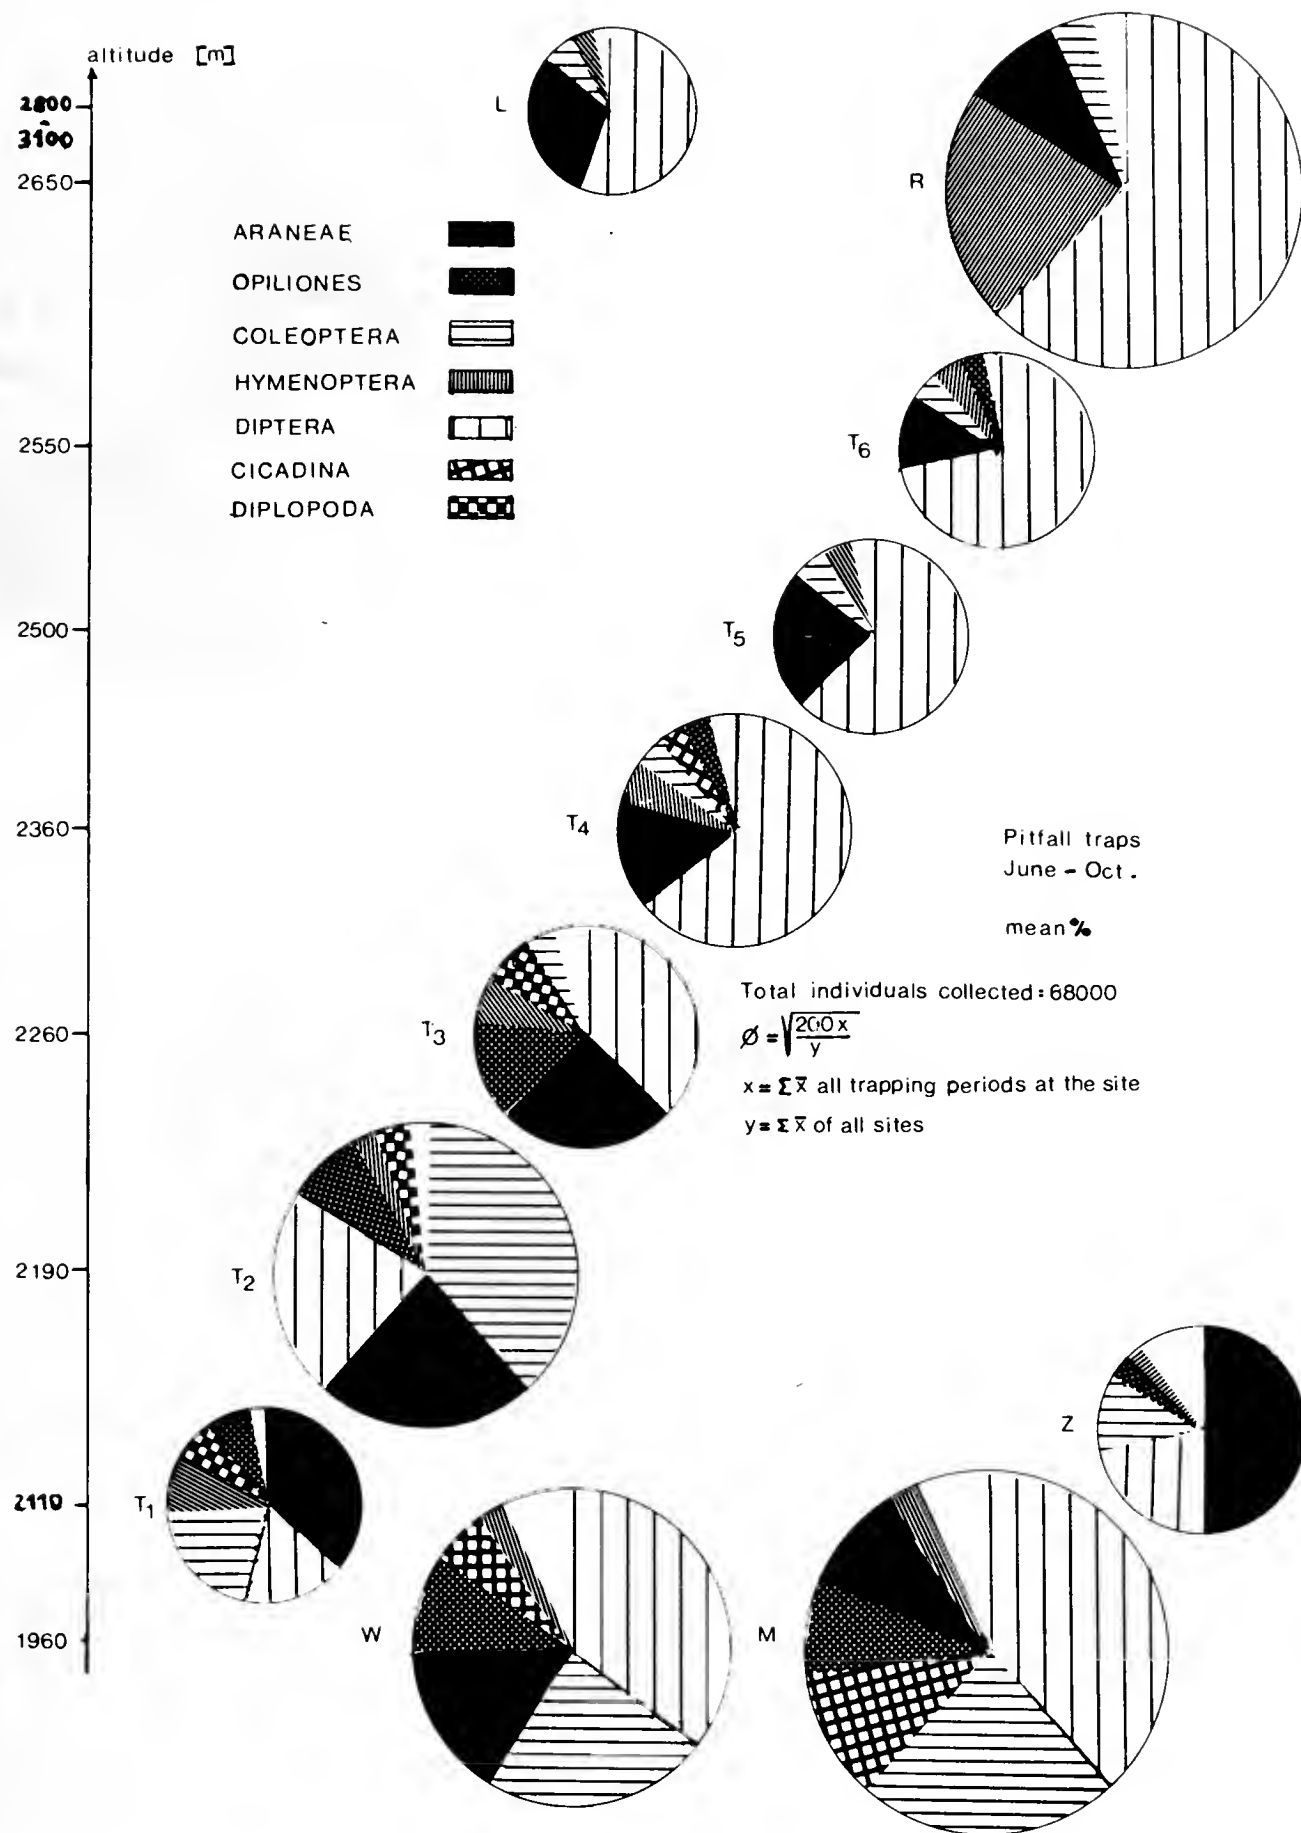 altitude [m]
2800
-
3100
2650
2550
2500
2360
2260
2190
2110
1960
L
R
ARANEAE
OPILIONES
COLEOPTERA
HYMENOPTERA
DIPTERA
CICADINA
DIPLOPODA
T6
T5
T4
Pitfall traps
June - Oct.
mean %
T3
Total individuals collected: 68000
Ø = √200x/y
x = Σx̄ all trapping periods at the site
y = Σx̄ of all sites
T2
Z
T1
W
M